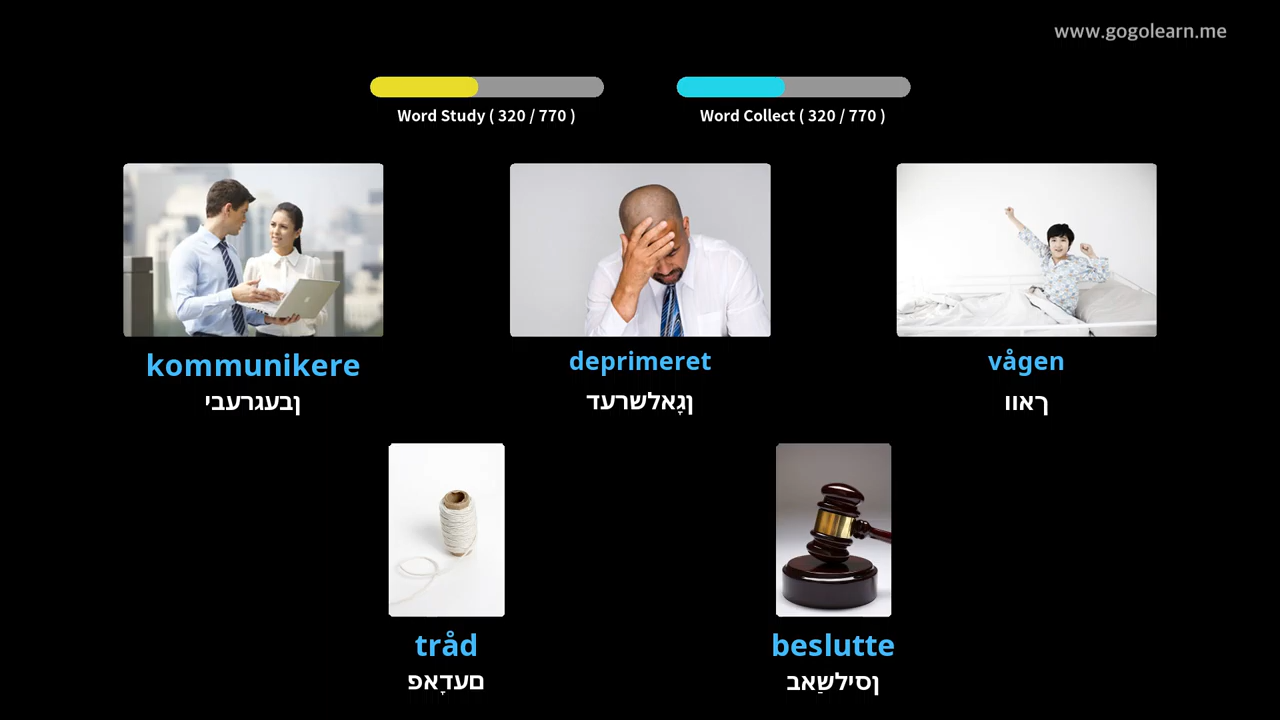 www.gogolearn.me
Word Study ( 320 / 770 )
Word Collect ( 320 / 770 )
kommunikere
יבערגעבן
deprimeret
דערשלאָגן
vågen
וואך
tråd
פאָדעם
beslutte
באַשליסן